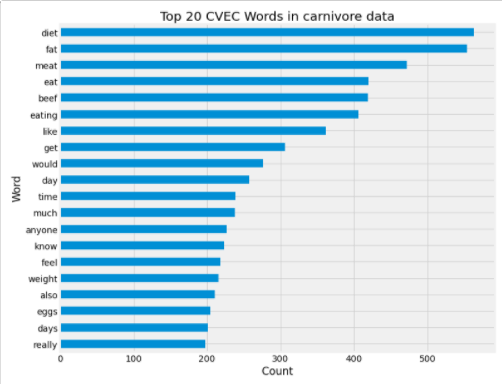 Top 20 CVEC Words in carnivore data
diet
fat
meat
eat
beef
eating
like
get
would
day
time
much
anyone
know
feel
weight
also
eggs
days
really
Word
0 100 200 300 400 500
Count